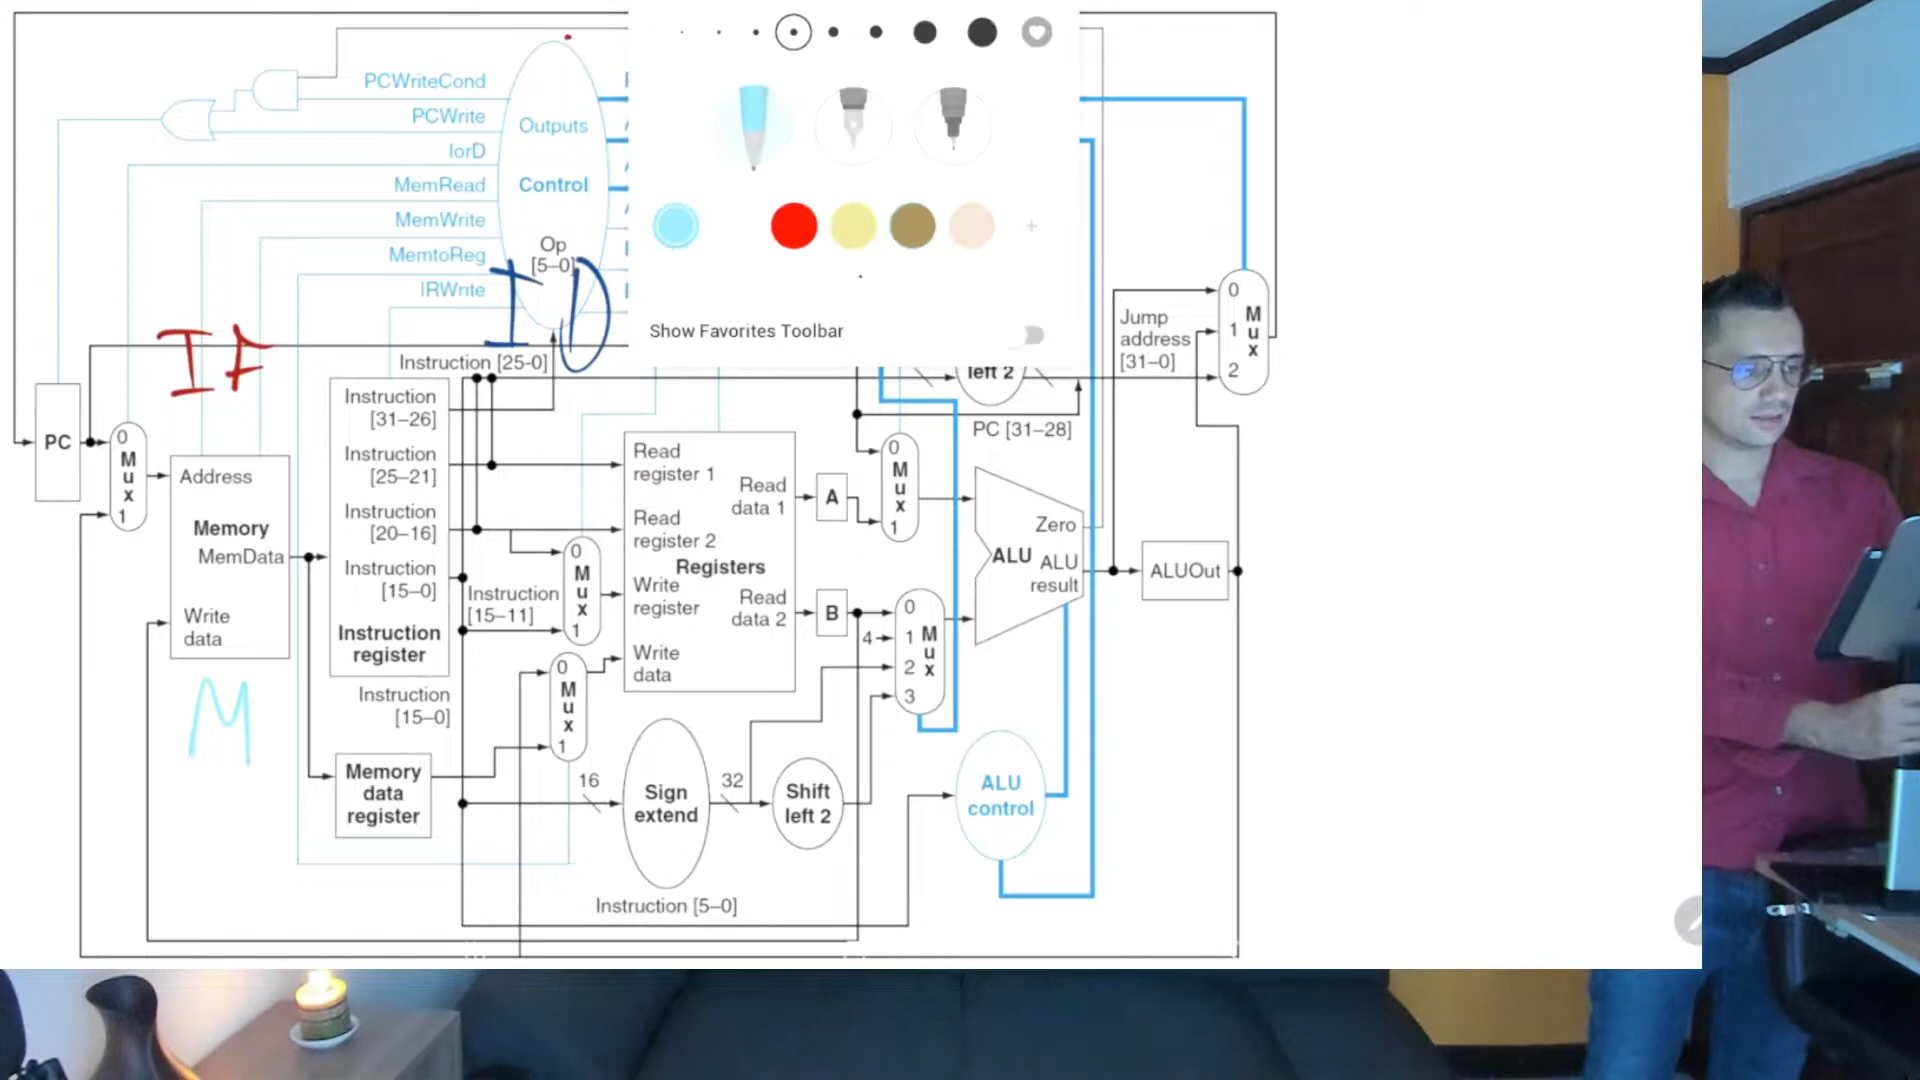 PCWriteCond
PCWrite
IorD
MemRead
MemWrite
MemtoReg
IRWrite
Outputs
Control
Op
[5–0]
Show Favorites Toolbar
IF
ID
M
Instruction [25-0]
left 2
Jump
address
[31–0]
PC [31–28]
0
1
2
M
u
x
PC
0
M
u
x
1
Address
Memory
MemData
Write
data
Instruction
[31–26]
Instruction
[25–21]
Instruction
[20–16]
Instruction
[15–0]
Instruction
register
Instruction
[15–0]
Memory
data
register
Instruction
[15–11]
0
M
u
x
1
0
M
u
x
1
Read
register 1
Read
register 2
Registers
Write
register
Write
data
Read
data 1
Read
data 2
A
B
0
M
u
x
1
4
0
1
2
3
M
u
x
Zero
ALU
ALU
result
ALUOut
16
Sign
extend
32
Shift
left 2
ALU
control
Instruction [5–0]